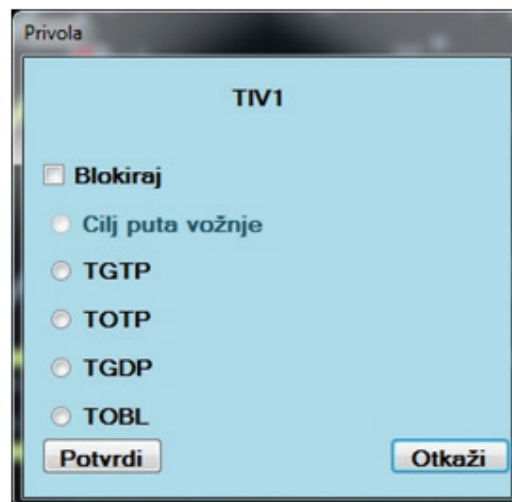 Privola
TIV1
Blokiraj
Cilj puta vožnje
TGTP
TOTP
TGDP
TOBL
Potvrdi Otkaži